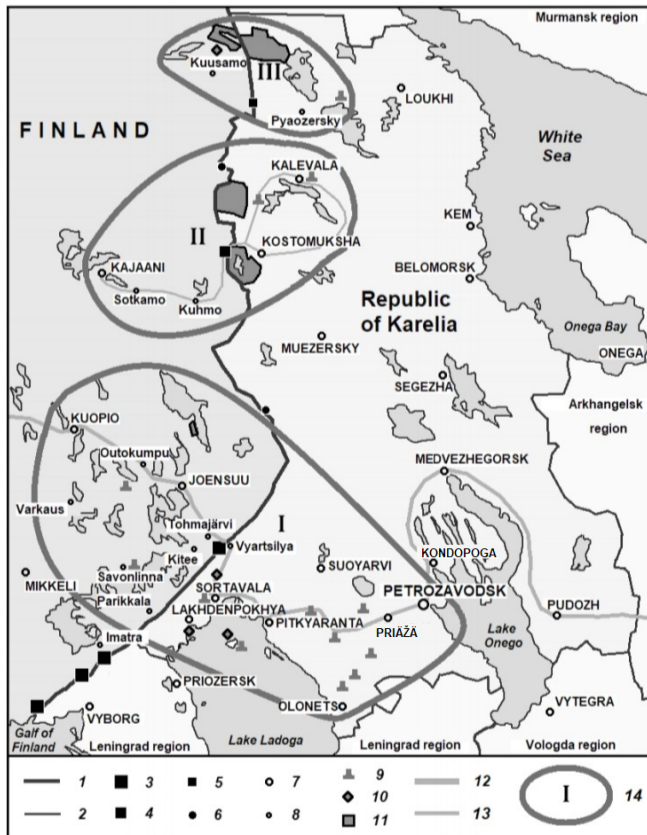 Murmansk region
Kuusamo
III
LOUKHI
Pyaozersky
FINLAND
White
Sea
KALEVALA
KEM
II
KOSTOMUKSHA
KAJAANI
BELOMORSK
Sotkamo
Kuhmo
Republic
of Karelia
Onega Bay
MUEZERSKY
ONEGA
SEGEZHA
Arkhangelsk
region
KUOPIO
Outokumpu
MEDVEZHEGORSK
JOENSUU
Varkaus
I
Tohmajärvi
Vyartsilya
Kitee
KONDOPOGA
SUOYARVI
MIKKELI
Savonlinna
SORTAVALA
PETROZAVODSK
Parikkala
LAKHDENPOKHYA
PITKYARANTA
PRIÄŽÄ
PUDOZH
Imatra
Lake
Onego
PRIOZERSK
OLONETS
VYBORG
VYTEGRA
Gulf of
Finland
Leningrad region
Lake Ladoga
Leningrad region
Vologda region
1 3 5 7 9 12 I 14
10
2 4 6 8 11 13